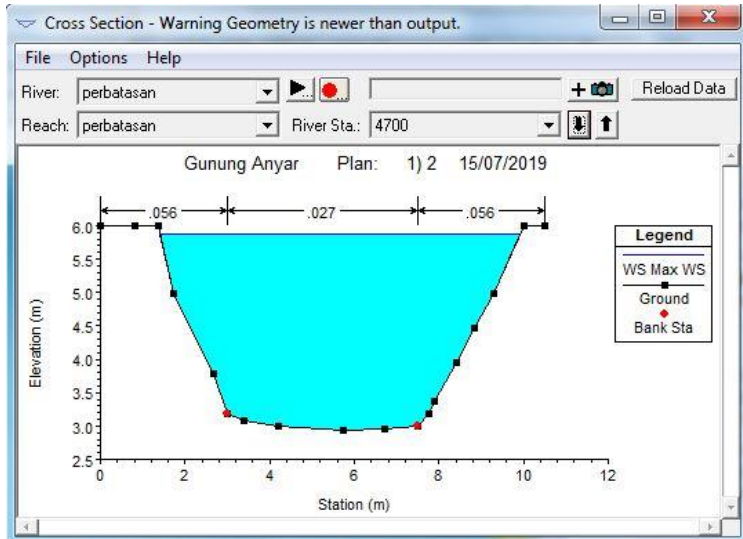 Cross Section - Warning Geometry is newer than output.
File Options Help
River: perbatasan
Reload Data
Reach: perbatasan River Sta.: 4700
Gunung Anyar Plan: 1) 2 15/07/2019
.056 .027 .056
6.0
5.5
5.0
4.5
4.0
3.5
3.0
2.5
Elevation (m)
0 2 4 6 8 10 12
Station (m)
Legend
WS Max WS
Ground
Bank Sta